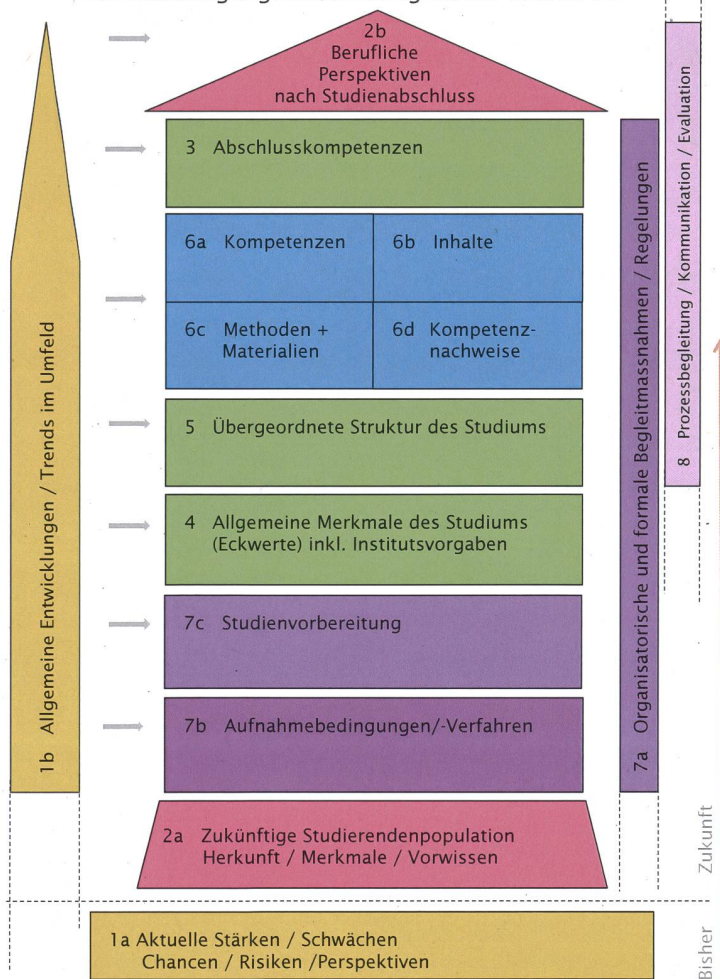 2b
Berufliche
Perspektiven
nach Studienabschluss
3 Abschlusskompetenzen
6a Kompetenzen
6b Inhalte
6c Methoden +
Materialien
6d Kompetenz-
nachweise
5 Übergeordnete Struktur des Studiums
4 Allgemeine Merkmale des Studiums
(Eckwerte) inkl. Institutsvorgaben
7c Studienvorbereitung
7b Aufnahmebedingungen/-Verfahren
2a Zukünftige Studierendenpopulation
Herkunft / Merkmale / Vorwissen
1a Aktuelle Stärken / Schwächen
Chancen / Risiken /Perspektiven
1b Allgemeine Entwicklungen / Trends im Umfeld
7a Organisatorische und formale Begleitmassnahmen / Regelungen
8 Prozessbegleitung / Kommunikation / Evaluation
Zukunft
Bisher